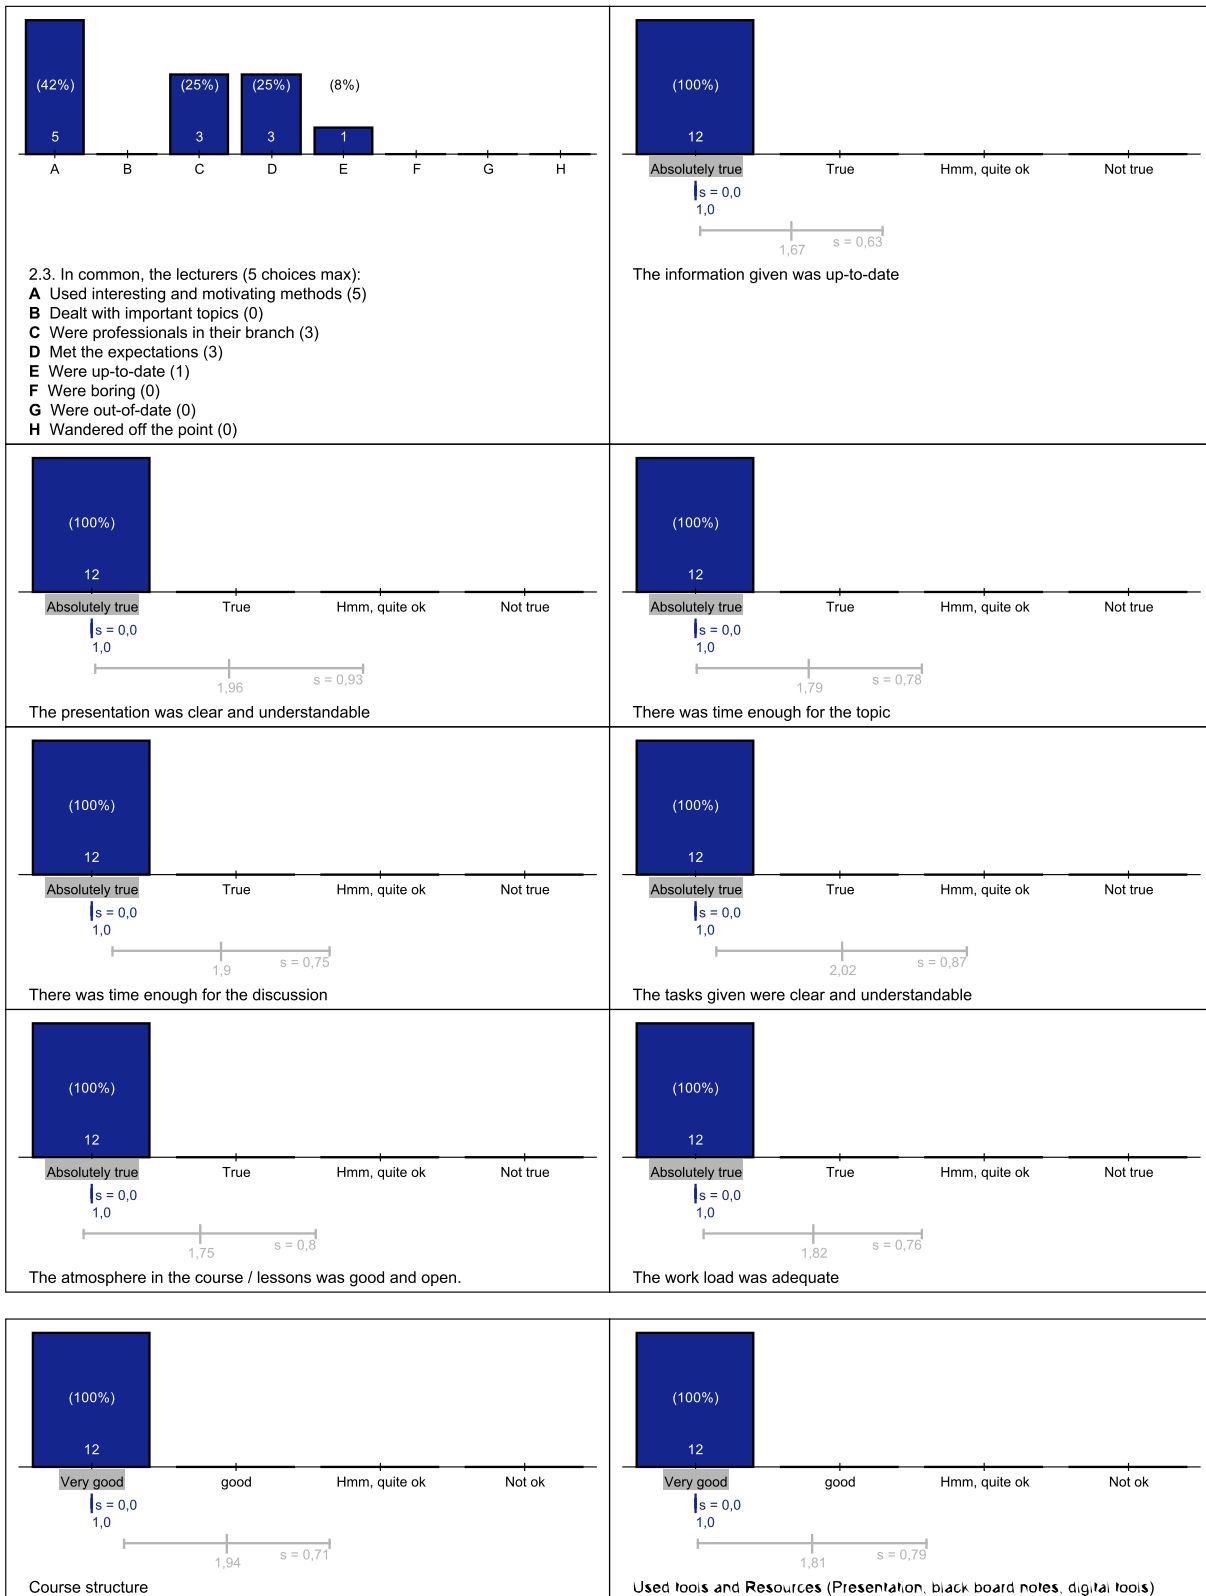 (42%)
(25%)
(25%)
(8%)
5
3
3
1
A
B
C
D
E
F
G
H
2.3. In common, the lecturers (5 choices max):
A Used interesting and motivating methods (5)
B Dealt with important topics (0)
C Were professionals in their branch (3)
D Met the expectations (3)
E Were up-to-date (1)
F Were boring (0)
G Were out-of-date (0)
H Wandered off the point (0)
(100%)
12
Absolutely true
True
Hmm, quite ok
Not true
s = 0,0
1,0
1,67
s = 0,63
The information given was up-to-date
(100%)
12
Absolutely true
True
Hmm, quite ok
Not true
s = 0,0
1,0
1,96
s = 0,93
The presentation was clear and understandable
(100%)
12
Absolutely true
True
Hmm, quite ok
Not true
s = 0,0
1,0
1,79
s = 0,78
There was time enough for the topic
(100%)
12
Absolutely true
True
Hmm, quite ok
Not true
s = 0,0
1,0
1,9
s = 0,75
There was time enough for the discussion
(100%)
12
Absolutely true
True
Hmm, quite ok
Not true
s = 0,0
1,0
2,02
s = 0,87
The tasks given were clear and understandable
(100%)
12
Absolutely true
True
Hmm, quite ok
Not true
s = 0,0
1,0
1,75
s = 0,8
The atmosphere in the course / lessons was good and open.
(100%)
12
Absolutely true
True
Hmm, quite ok
Not true
s = 0,0
1,0
1,82
s = 0,76
The work load was adequate
(100%)
12
Very good
good
Hmm, quite ok
Not ok
s = 0,0
1,0
1,94
s = 0,71
Course structure
(100%)
12
Very good
good
Hmm, quite ok
Not ok
s = 0,0
1,0
1,81
s = 0,79
Used tools and Resources (Presentation, black board notes, digital tools)